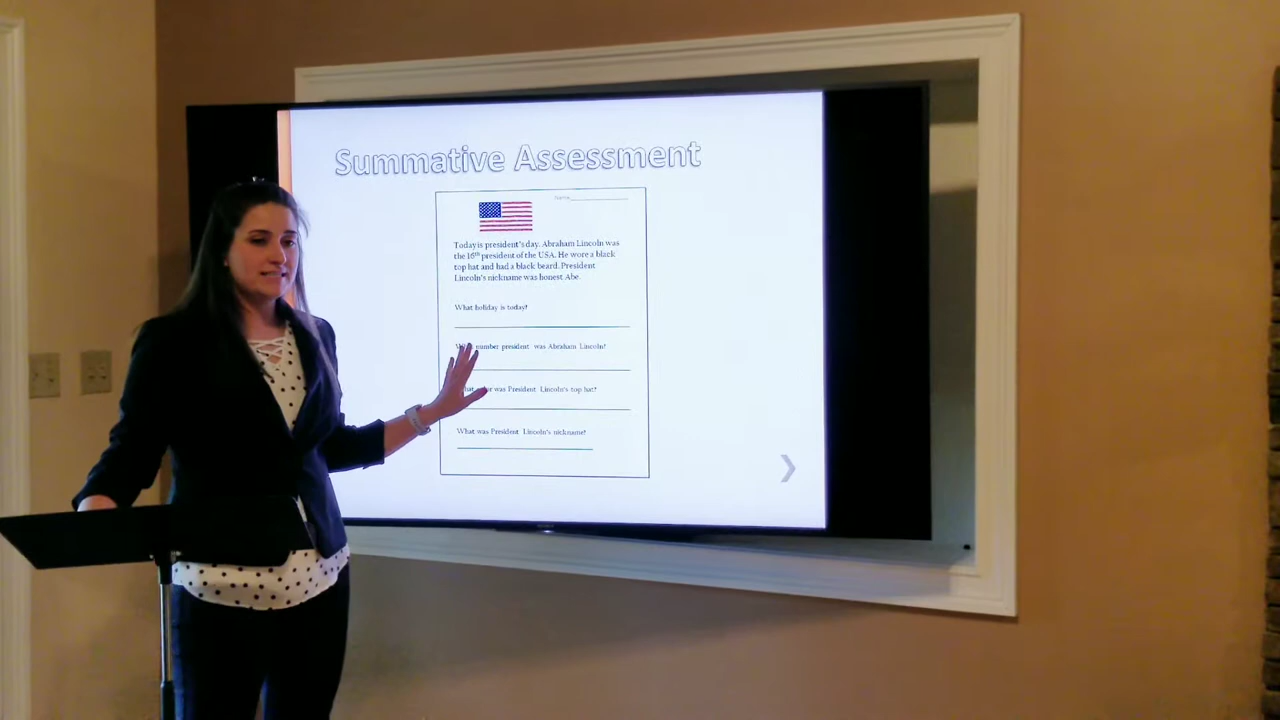 Summative Assessment
Today is president's day. Abraham Lincoln was
the 16th president of the USA. He wore a black
top hat and had a black beard. President
Lincoln's nickname was honest Abe.
What holiday is today?
number president was Abraham Lincoln?
was President Lincoln's top hat?
What was President Lincoln's nickname?